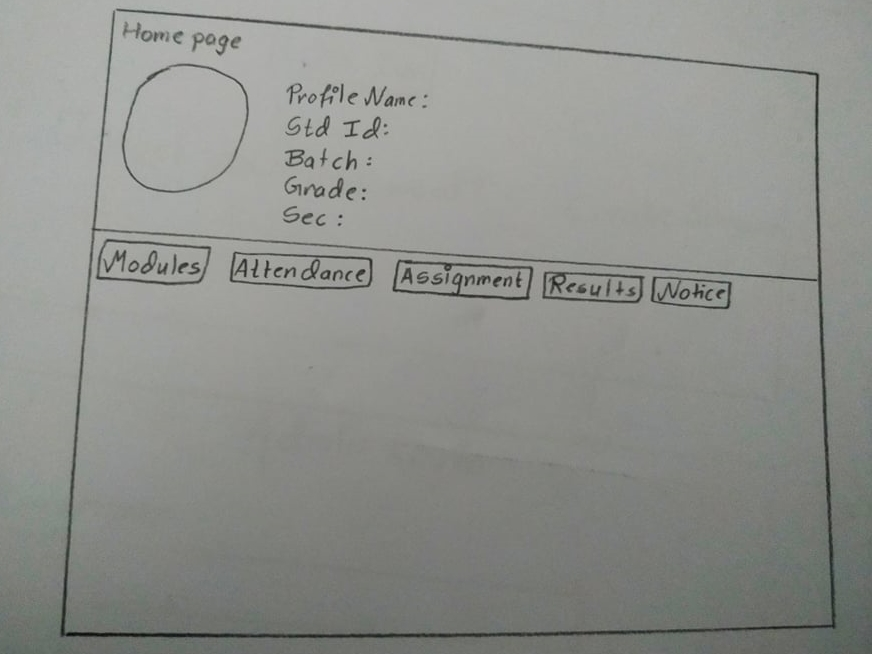 Home page
Profile Name:
Std Id:
Batch:
Grade:
Sec:
Modules Attendance Assignment Results Notice